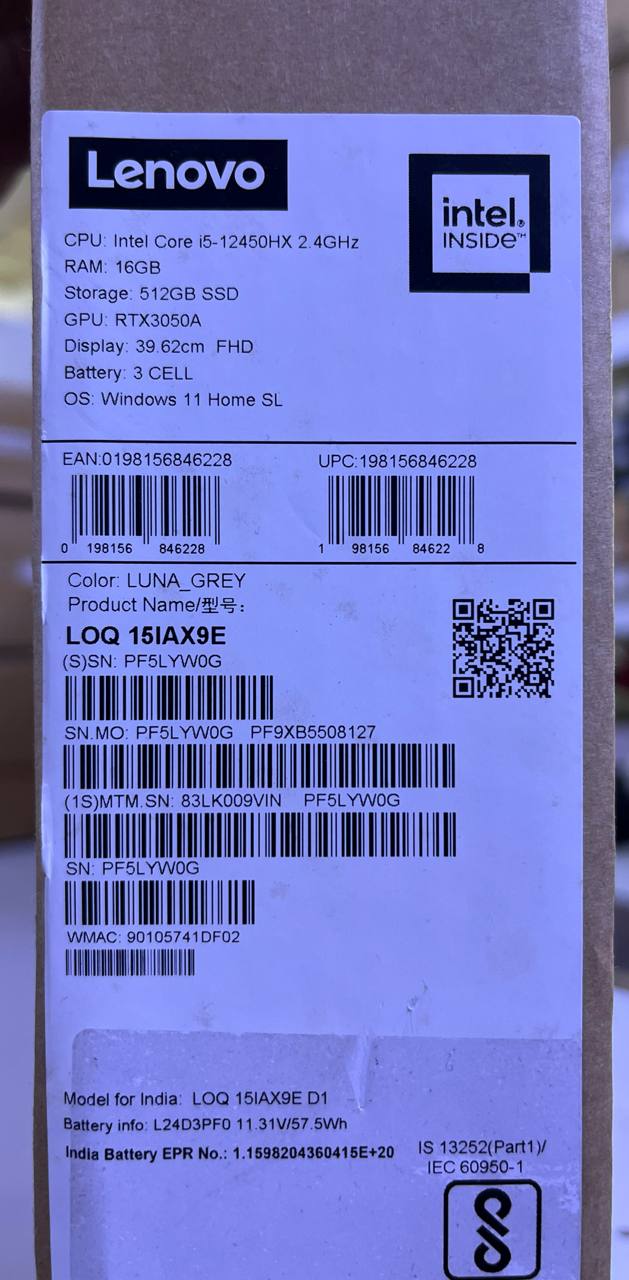 Lenovo
intel.
INSIDE™
CPU: Intel Core i5-12450HX 2.4GHz
RAM: 16GB
Storage: 512GB SSD
GPU: RTX3050A
Display: 39.62cm FHD
Battery: 3 CELL
OS: Windows 11 Home SL
EAN:0198156846228
UPC:198156846228
0 198156 846228
1 98156 84622 8
Color: LUNA_GREY
Product Name/型号:
LOQ 15IAX9E
(S)SN: PF5LYW0G
SN.MO: PF5LYW0G PF9XB5508127
(1S)MTM.SN: 83LK009VIN PF5LYW0G
SN: PF5LYW0G
WMAC: 90105741DF02
Model for India: LOQ 15IAX9E D1
Battery info: L24D3PF0 11.31V/57.5Wh
India Battery EPR No.: 1.1598204360415E+20
IS 13252(Part1)/
IEC 60950-1